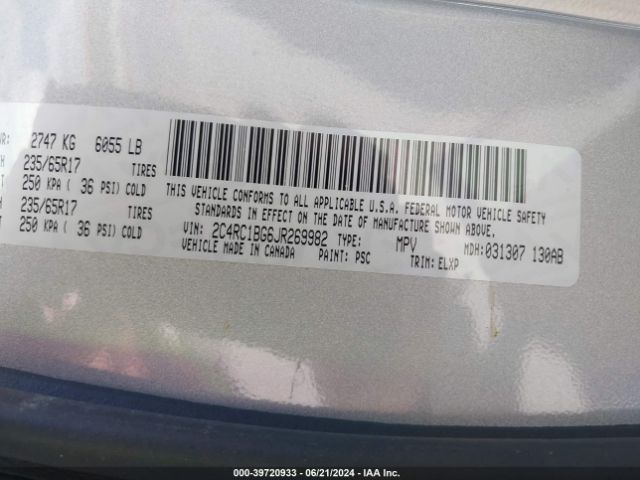 VR: 2747 KG 6055 LB
H 235/65R17 TIRES
T 250 KPA ( 36 PSI) COLD
H 235/65R17 TIRES
T 250 KPA ( 36 PSI) COLD
THIS VEHICLE CONFORMS TO ALL APPLICABLE U.S.A. FEDERAL MOTOR VEHICLE SAFETY
STANDARDS IN EFFECT ON THE DATE OF MANUFACTURE SHOWN ABOVE.
VIN: 2C4RC1BG6JR269982 TYPE: MPV MDH:031307 130AB
VEHICLE MADE IN CANADA PAINT: PSC TRIM: ELXP
000-39720933 - 06/21/2024 - IAA Inc.